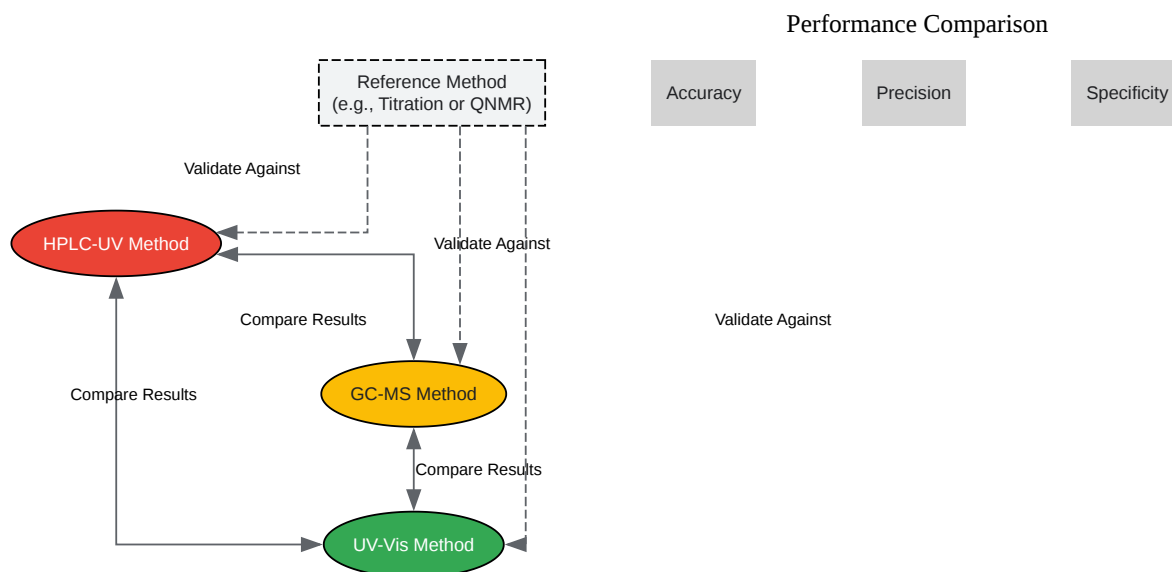 Performance Comparison
Reference Method
(e.g., Titration or QNMR)
Accuracy
Precision
Specificity
Validate Against
HPLC-UV Method
Validate Against
Compare Results
Validate Against
Compare Results
GC-MS Method
Compare Results
UV-Vis Method